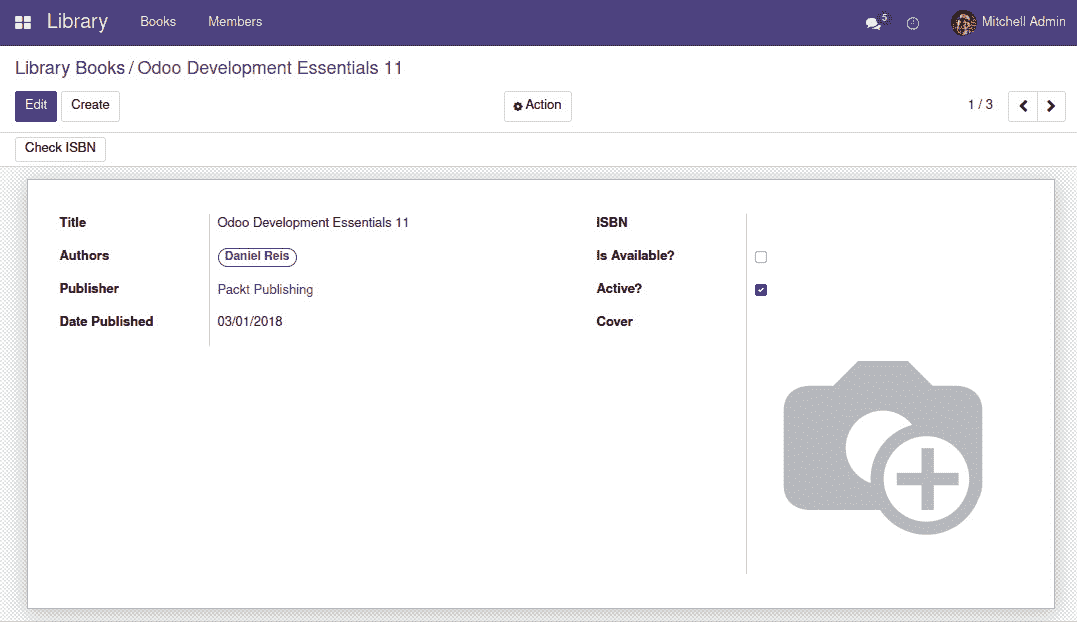 Library Books Members 5 Mitchell Admin
Library Books / Odoo Development Essentials 11
Edit Create Action 1 / 3
Check ISBN
Title Odoo Development Essentials 11 ISBN
Authors Daniel Reis Is Available?
Publisher Packt Publishing Active?
Date Published 03/01/2018 Cover